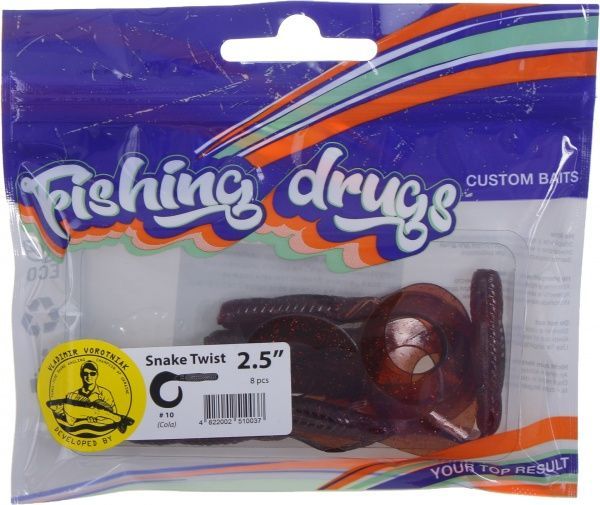 Fishing drugs
CUSTOM BAITS
ECO
VLADIMIR VOROTNIAK
DEVELOPED BY
Snake Twist 2.5”
8 pcs
# 10
(Cola)
4 822002 510037
YOUR TOP RESULT